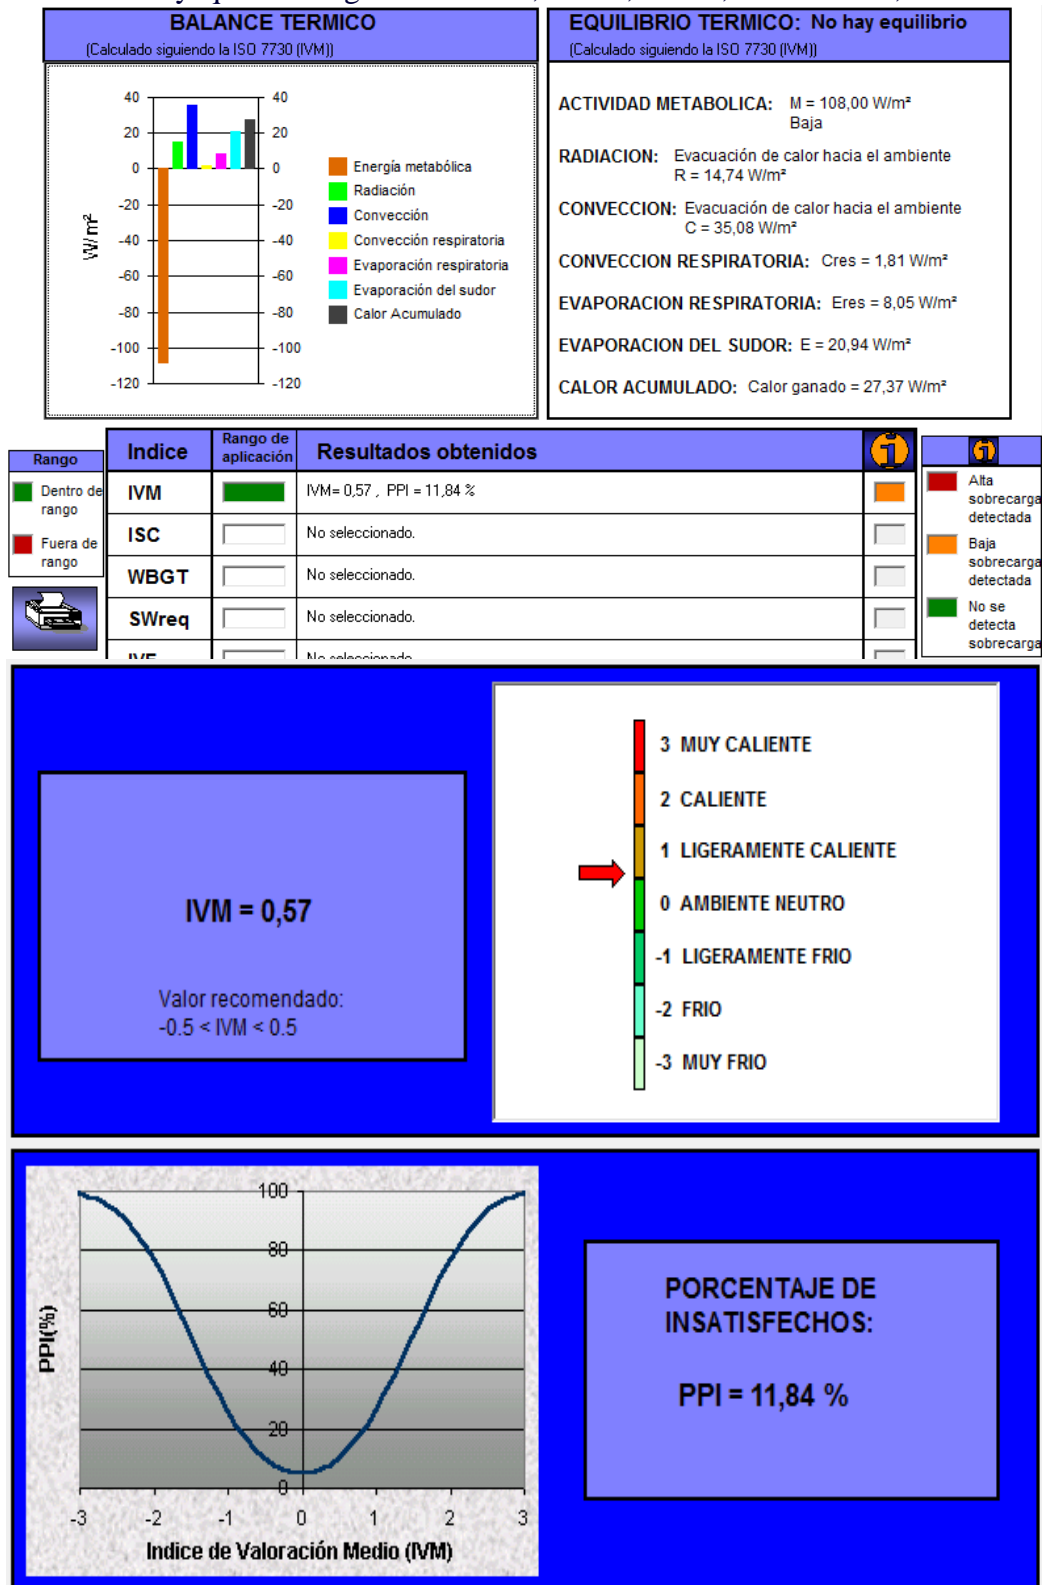 BALANCE TERMICO
(Calculado siguiendo la ISO 7730 (IVM))
40
20
0
-20
-40
-60
-80
-100
-120
W/m²
40
20
0
-20
-40
-60
-80
-100
-120
Energía metabólica
Radiación
Convección
Convección respiratoria
Evaporación respiratoria
Evaporación del sudor
Calor Acumulado
EQUILIBRIO TERMICO: No hay equilibrio
(Calculado siguiendo la ISO 7730 (IVM))
ACTIVIDAD METABOLICA: M = 108,00 W/m²
Baja
RADIACION: Evacuación de calor hacia el ambiente
R = 14,74 W/m²
CONVECCION: Evacuación de calor hacia el ambiente
C = 35,08 W/m²
CONVECCION RESPIRATORIA: Cres = 1,81 W/m²
EVAPORACION RESPIRATORIA: Eres = 8,05 W/m²
EVAPORACION DEL SUDOR: E = 20,94 W/m²
CALOR ACUMULADO: Calor ganado = 27,37 W/m²
Rango
Dentro de
rango
Fuera de
rango
Indice Rango de aplicación Resultados obtenidos i
IVM IVM= 0,57 , PPI = 11,84 %
ISC No seleccionado.
WBGT No seleccionado.
SWreq No seleccionado.
i
Alta
sobrecarga
detectada
Baja
sobrecarga
detectada
No se
detecta
sobrecarga
IVM = 0,57
Valor recomendado:
-0.5 < IVM < 0.5
3 MUY CALIENTE
2 CALIENTE
1 LIGERAMENTE CALIENTE
0 AMBIENTE NEUTRO
-1 LIGERAMENTE FRIO
-2 FRIO
-3 MUY FRIO
PPI(%)
100
80
60
40
20
0
-3 -2 -1 0 1 2 3
Indice de Valoración Medio (IVM)
PORCENTAJE DE
INSATISFECHOS:
PPI = 11,84 %